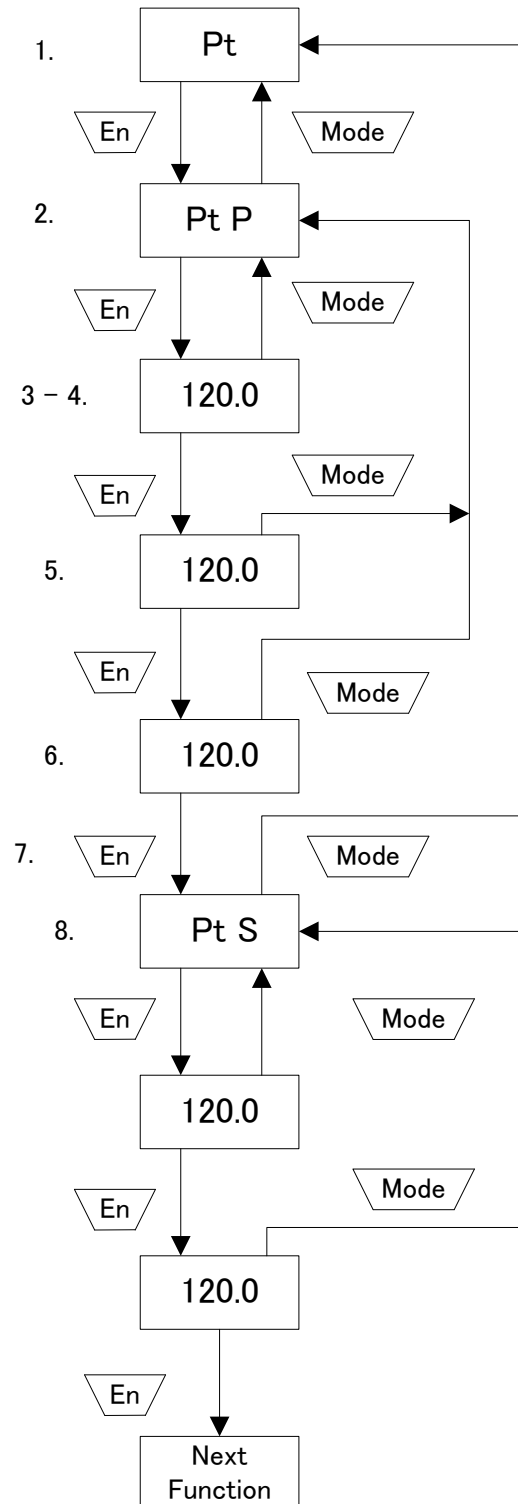 1.
Pt
En
Mode
2.
Pt P
En
Mode
3 - 4.
120.0
En
Mode
5.
120.0
En
Mode
6.
120.0
7.
En
Mode
8.
Pt S
En
Mode
120.0
En
Mode
120.0
En
Next
Function